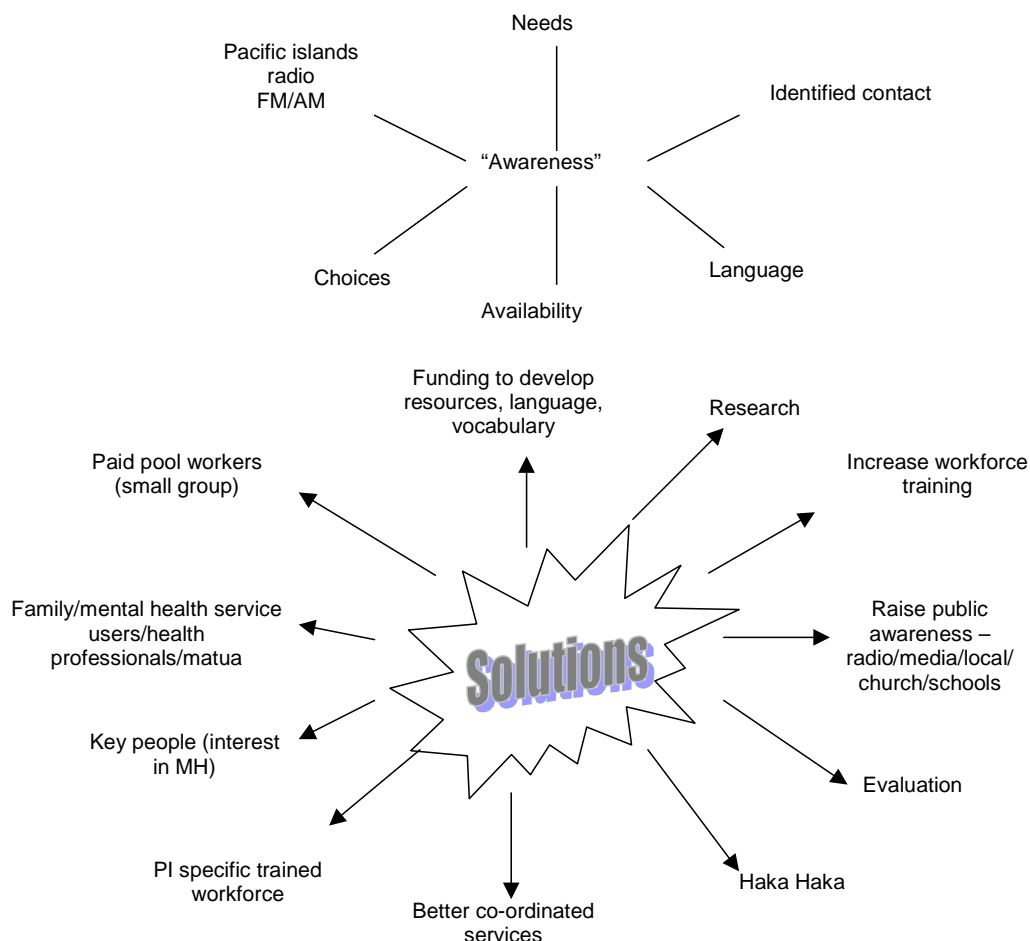 Needs
Pacific islands
radio
FM/AM
Identified contact
“Awareness”
Choices
Language
Availability
Funding to develop
resources, language,
vocabulary
Research
Paid pool workers
(small group)
Increase workforce
training
Family/mental health service
users/health
professionals/matua
Solutions
Raise public
awareness –
radio/media/local/
church/schools
Key people (interest
in MH)
Evaluation
PI specific trained
workforce
Haka Haka
Better co-ordinated
services